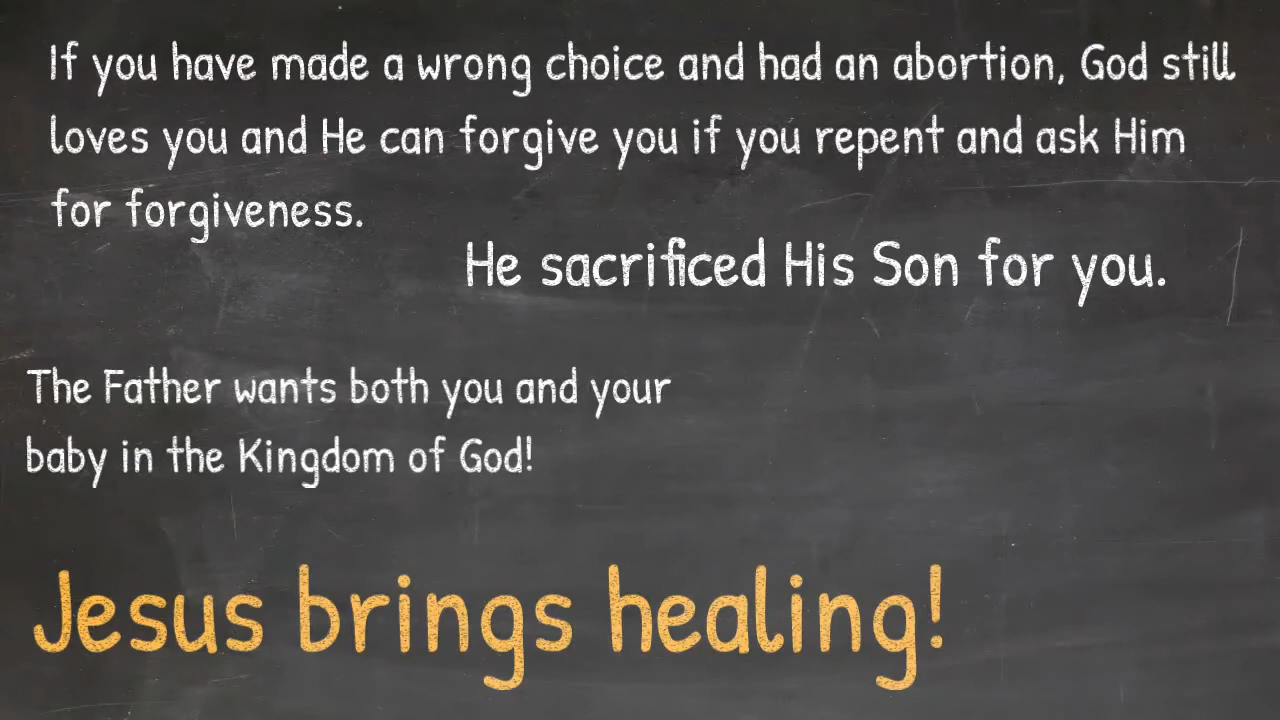 If you have made a wrong choice and had an abortion, God still
loves you and He can forgive you if you repent and ask Him
for forgiveness.
He sacrificed His Son for you.
The Father wants both you and your
baby in the Kingdom of God!
Jesus brings healing!